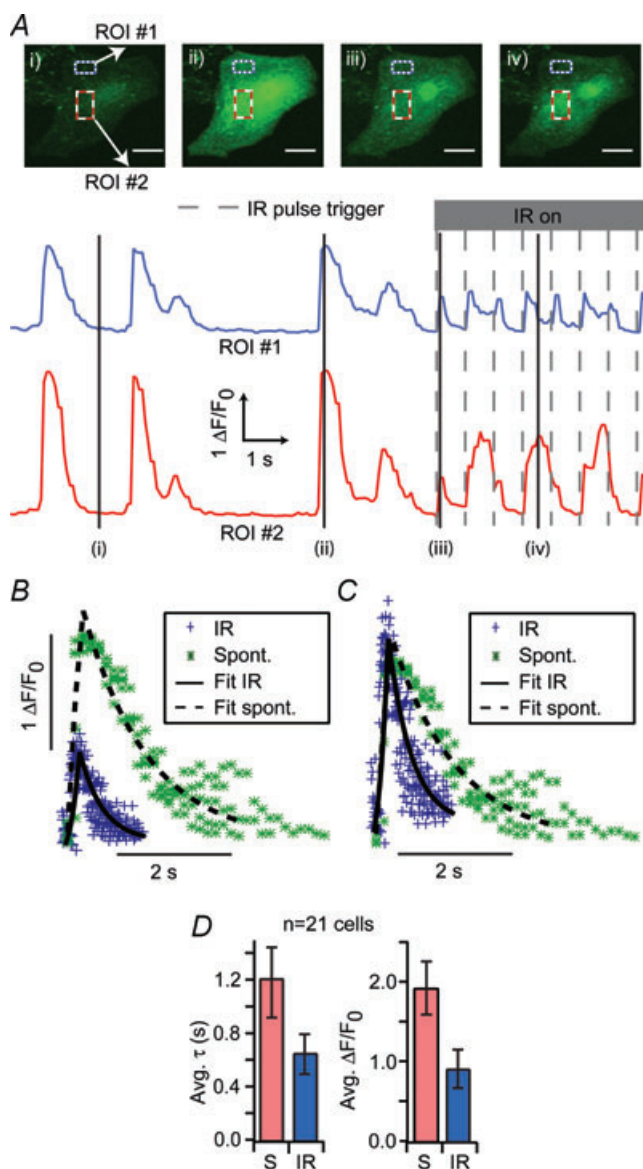 A
ROI #1
i)
ii)
iii)
iv)
ROI #2
IR pulse trigger
IR on
ROI #1
1 ΔF/F0
1 s
ROI #2
(i)
(ii)
(iii)
(iv)
B
IR
Spont.
Fit IR
Fit spont.
1 ΔF/F0
2 s
C
IR
Spont.
Fit IR
Fit spont.
2 s
D
n=21 cells
Avg. τ (s)
1.2
0.8
0.4
0.0
S
IR
Avg. ΔF/F0
2.0
1.0
0.0
S
IR